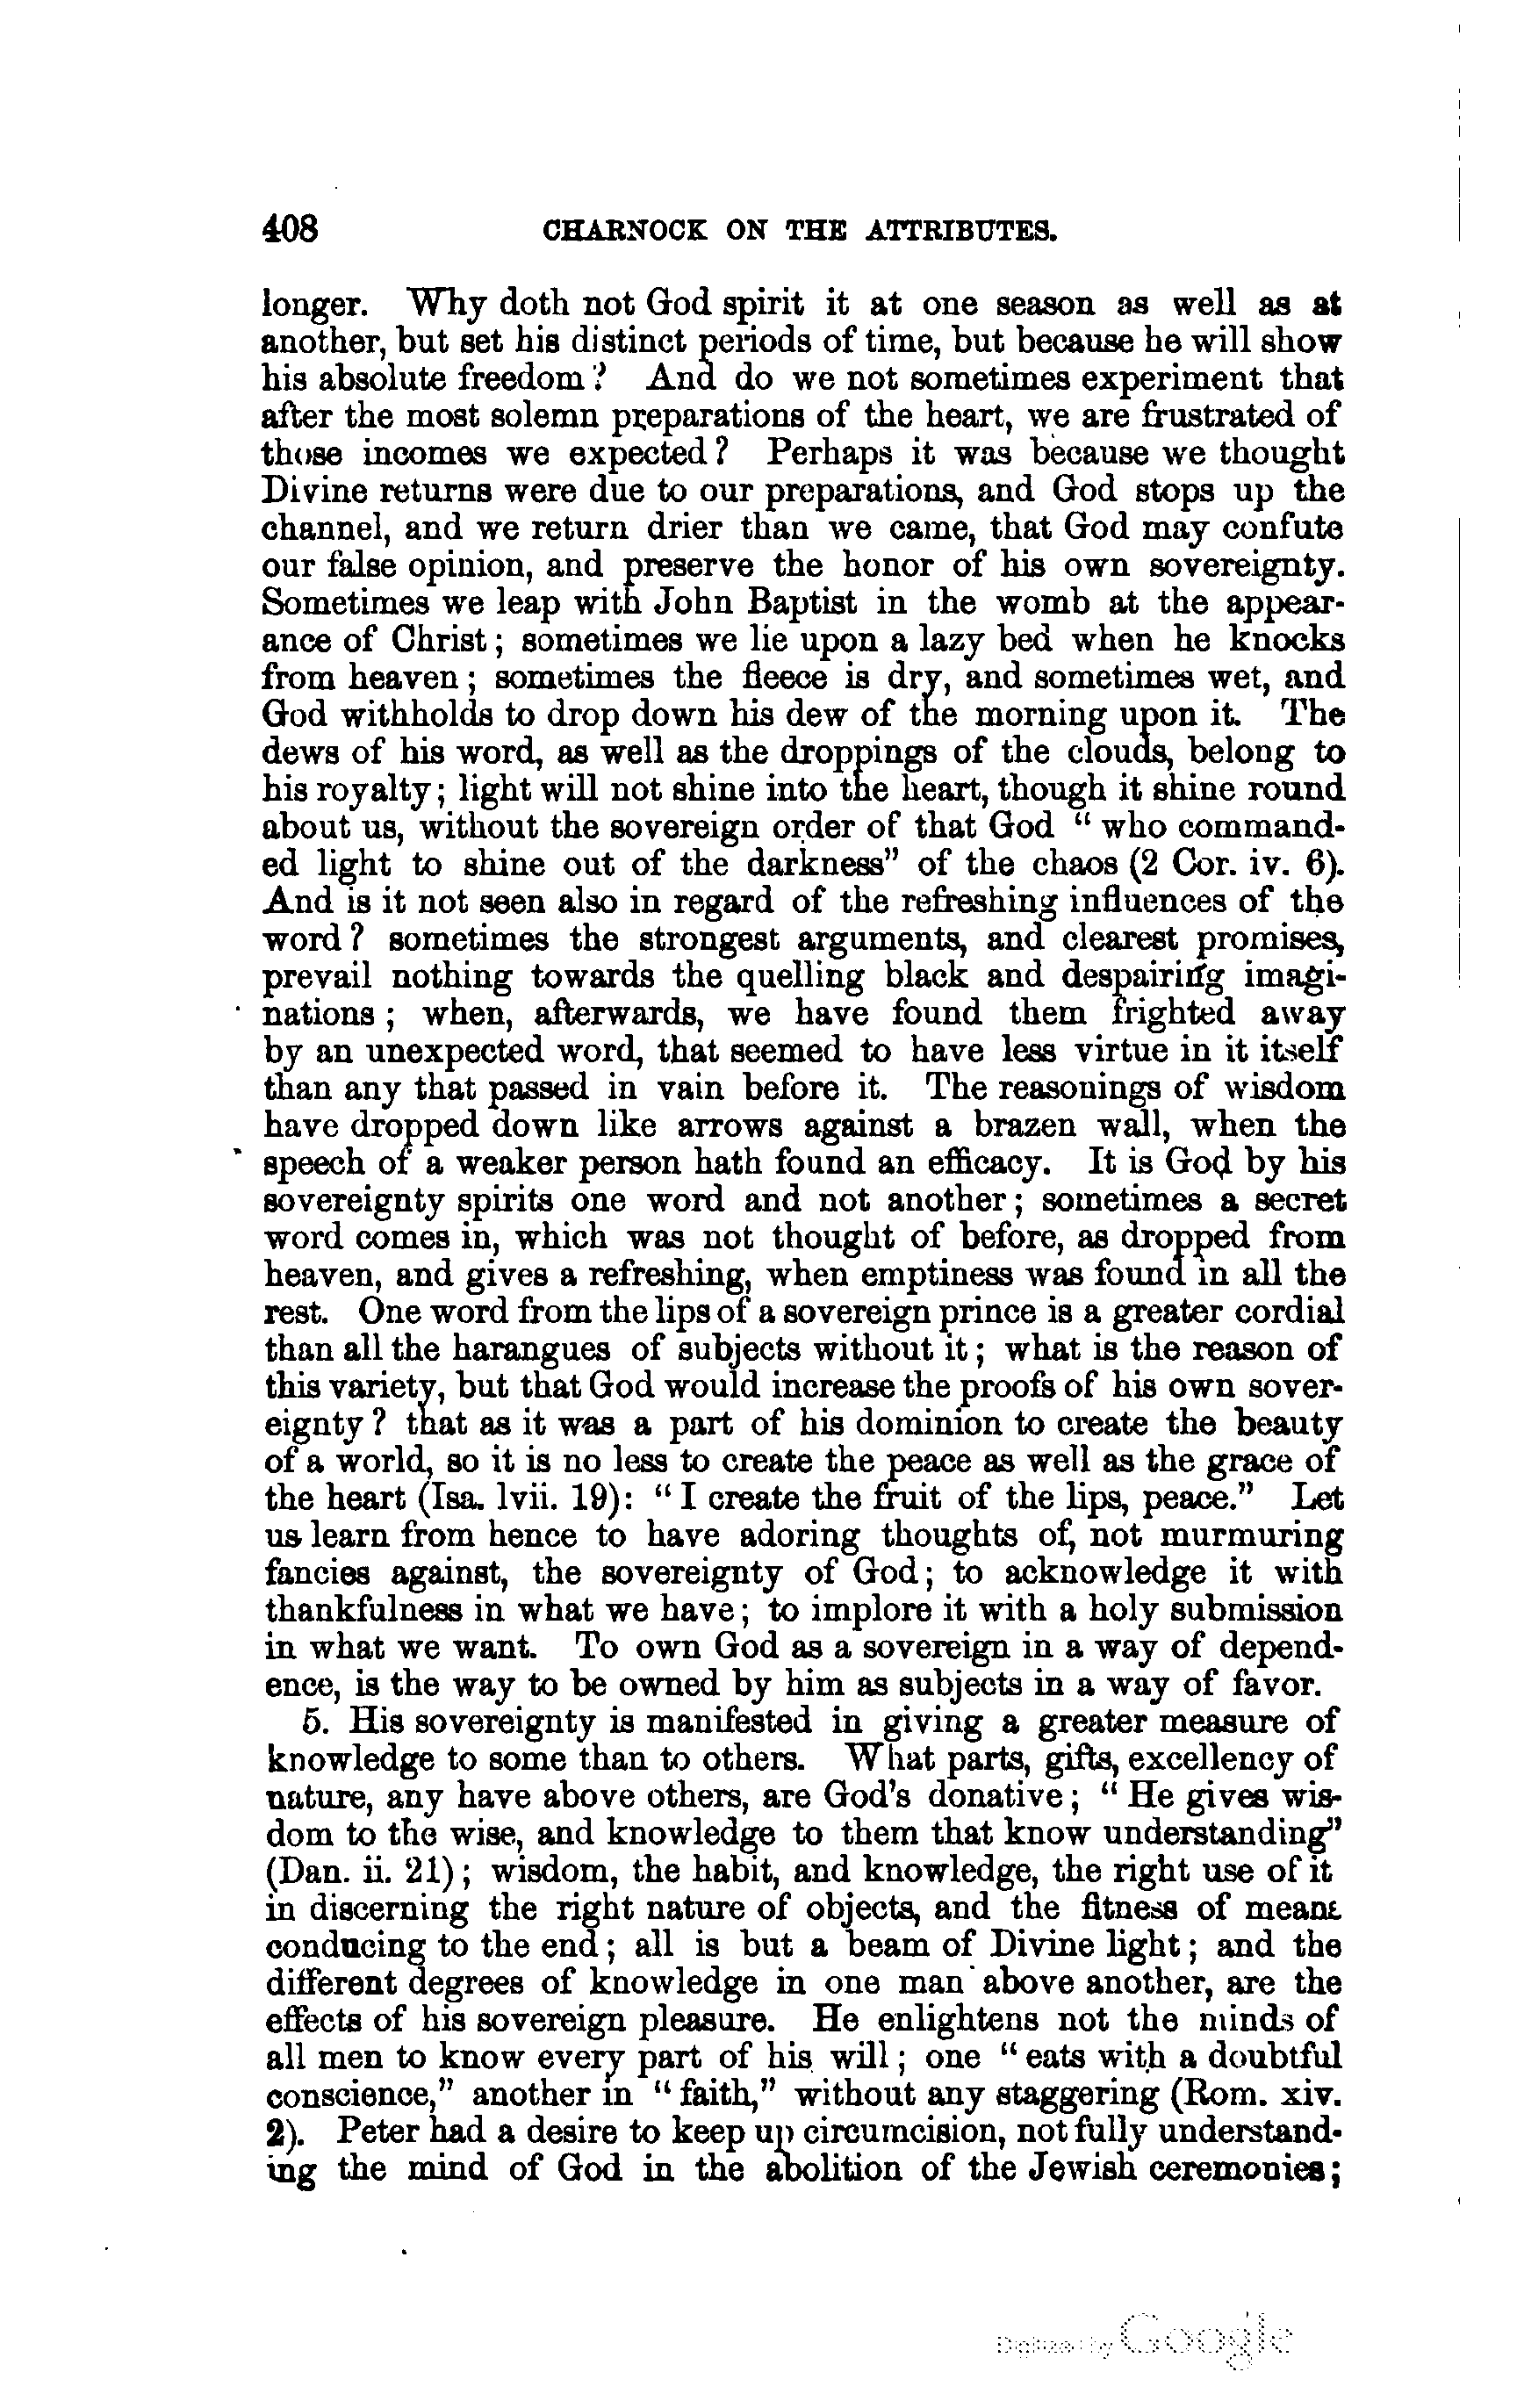 408 CHARNOCK ON THE ATTRIBUTES.
longer. Why doth not God spirit it at one season as well as at
another, but set his distinct periods of time, but because he will show
his absolute freedom? And do we not sometimes experiment that
after the most solemn preparations of the heart, we are frustrated of
those incomes we expected? Perhaps it was because we thought
Divine returns were due to our preparations, and God stops up the
channel, and we return drier than we came, that God may confute
our false opinion, and preserve the honor of his own sovereignty.
Sometimes we leap with John Baptist in the womb at the appear-
ance of Christ; sometimes we lie upon a lazy bed when he knocks
from heaven; sometimes the fleece is dry, and sometimes wet, and
God withholds to drop down his dew of the morning upon it. The
dews of his word, as well as the droppings of the clouds, belong to
his royalty; light will not shine into the heart, though it shine round
about us, without the sovereign order of that God "who command-
ed light to shine out of the darkness" of the chaos (2 Cor. iv. 6).
And is it not seen also in regard of the refreshing influences of the
word? sometimes the strongest arguments, and clearest promises,
prevail nothing towards the quelling black and despairing imagi-
nations; when, afterwards, we have found them frighted away
by an unexpected word, that seemed to have less virtue in it itself
than any that passed in vain before it. The reasonings of wisdom
have dropped down like arrows against a brazen wall, when the
speech of a weaker person hath found an efficacy. It is God by his
sovereignty spirits one word and not another; sometimes a secret
word comes in, which was not thought of before, as dropped from
heaven, and gives a refreshing, when emptiness was found in all the
rest. One word from the lips of a sovereign prince is a greater cordial
than all the harangues of subjects without it; what is the reason of
this variety, but that God would increase the proofs of his own sover-
eignty? that as it was a part of his dominion to create the beauty
of a world, so it is no less to create the peace as well as the grace of
the heart (Isa. lvii. 19): "I create the fruit of the lips, peace." Let
us learn from hence to have adoring thoughts of, not murmuring
fancies against, the sovereignty of God; to acknowledge it with
thankfulness in what we have; to implore it with a holy submission
in what we want. To own God as a sovereign in a way of depend-
ence, is the way to be owned by him as subjects in a way of favor.
5. His sovereignty is manifested in giving a greater measure of
knowledge to some than to others. What parts, gifts, excellency of
nature, any have above others, are God's donative; "He gives wis-
dom to the wise, and knowledge to them that know understanding"
(Dan. ii. 21); wisdom, the habit, and knowledge, the right use of it
in discerning the right nature of objects, and the fitness of means
conducing to the end; all is but a beam of Divine light; and the
different degrees of knowledge in one man above another, are the
effects of his sovereign pleasure. He enlightens not the minds of
all men to know every part of his will; one "eats with a doubtful
conscience," another in "faith," without any staggering (Rom. xiv.
2). Peter had a desire to keep up circumcision, not fully understand-
ing the mind of God in the abolition of the Jewish ceremonies;
Digitized by Google